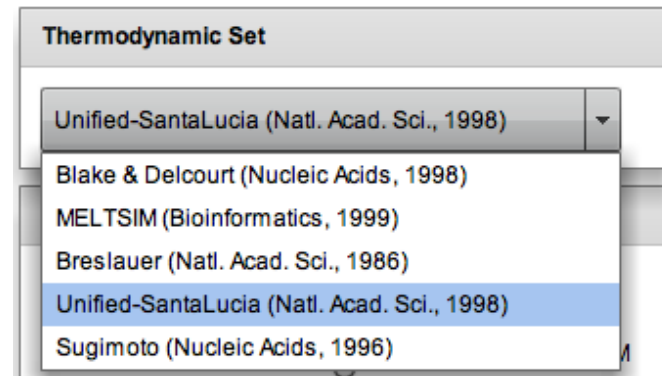 Thermodynamic Set
Unified-SantaLucia (Natl. Acad. Sci., 1998)
Blake & Delcourt (Nucleic Acids, 1998)
MELTSIM (Bioinformatics, 1999)
Breslauer (Natl. Acad. Sci., 1986)
Unified-SantaLucia (Natl. Acad. Sci., 1998)
Sugimoto (Nucleic Acids, 1996)
M